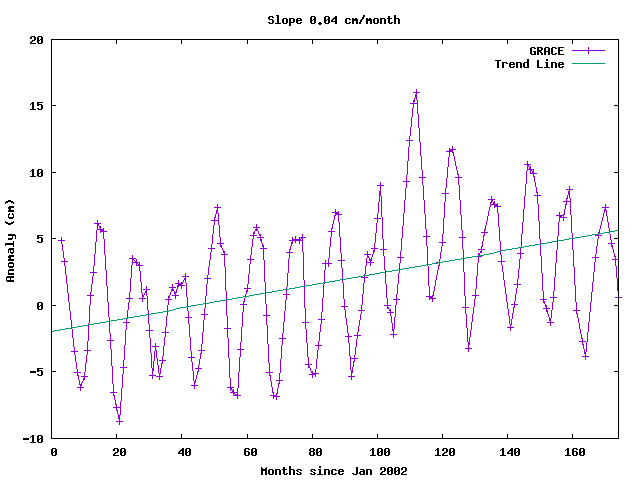 Slope 0.04 cm/month
GRACE
Trend Line
20
15
10
5
0
-5
-10
Anomaly (cm)
0 20 40 60 80 100 120 140 160
Months since Jan 2002